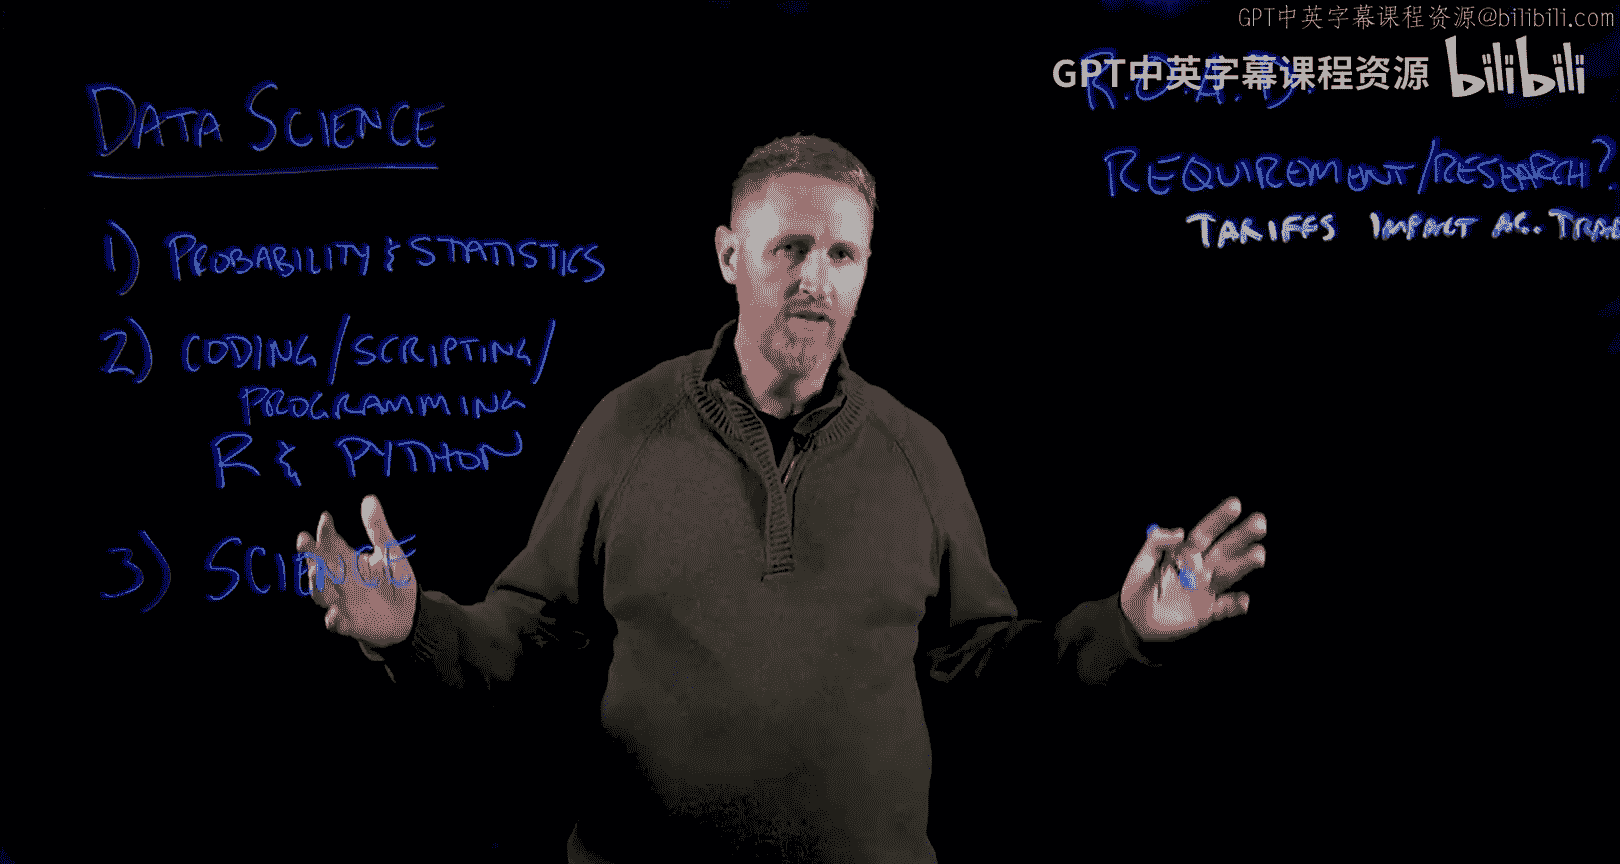 GPT中英字幕课程资源@bilibili.com
GPT中英字幕课程资源 bilibili
R.O.A.D.
DATA SCIENCE
REQUIREMENT/RESEARCH?
TARIFFS IMPACT AG.
1) PROBABILITY & STATISTICS
2) CODING/SCRIPTING/
PROGRAMMING
R & PYTHON
3) SCIENCE